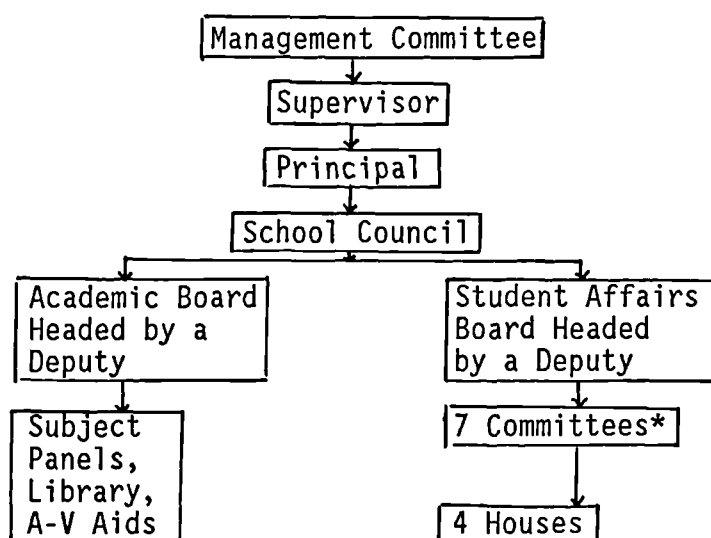 Management Committee
Supervisor
Principal
School Council
Academic Board
Headed by a
Deputy
Student Affairs
Board Headed
by a Deputy
Subject
Panels,
Library,
A-V Aids
7 Committees*
4 Houses